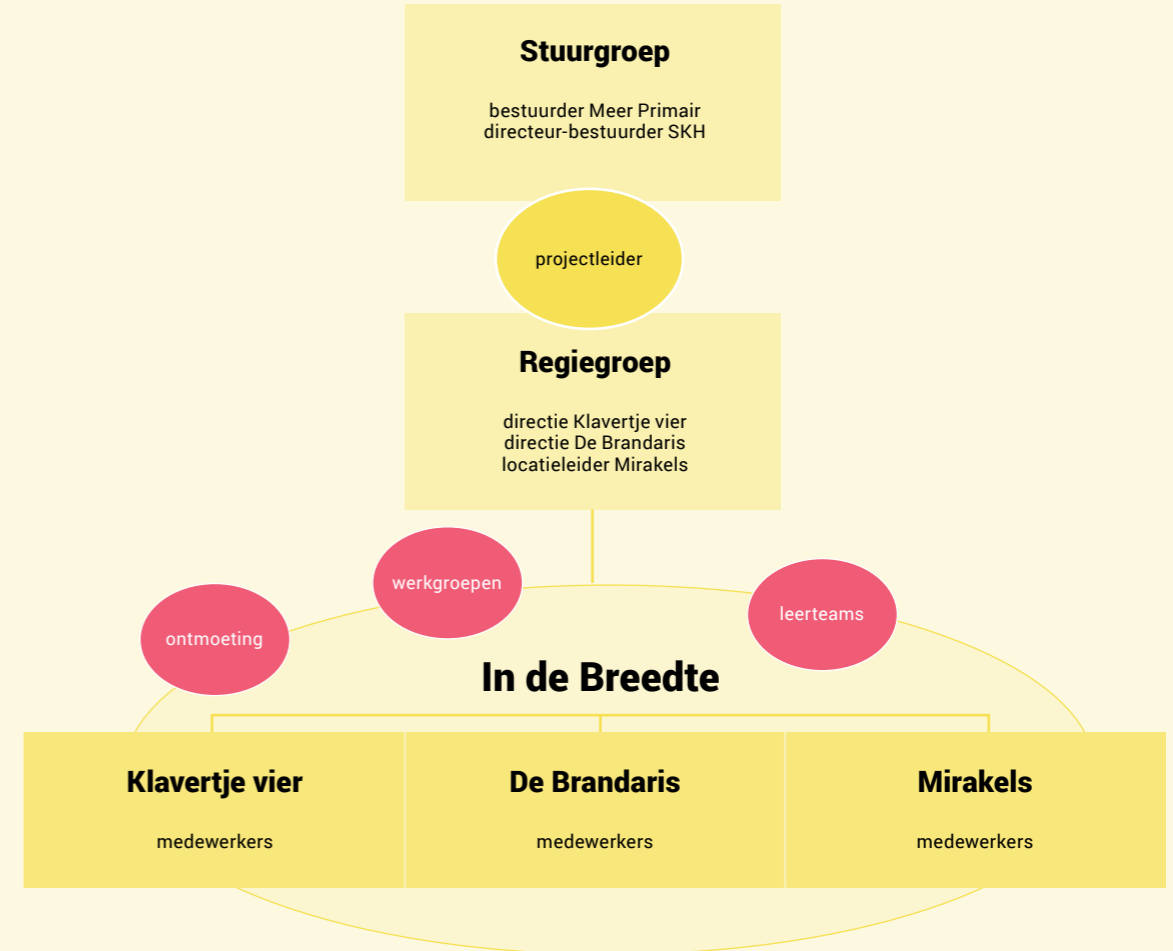 Stuurgroep
bestuurder Meer Primair
directeur-bestuurder SKH
projectleider
Regiegroep
directie Klavertje vier
directie De Brandaris
locatieleider Mirakels
werkgroepen
leerteams
ontmoeting
In de Breedte
Klavertje vier
medewerkers
De Brandaris
medewerkers
Mirakels
medewerkers